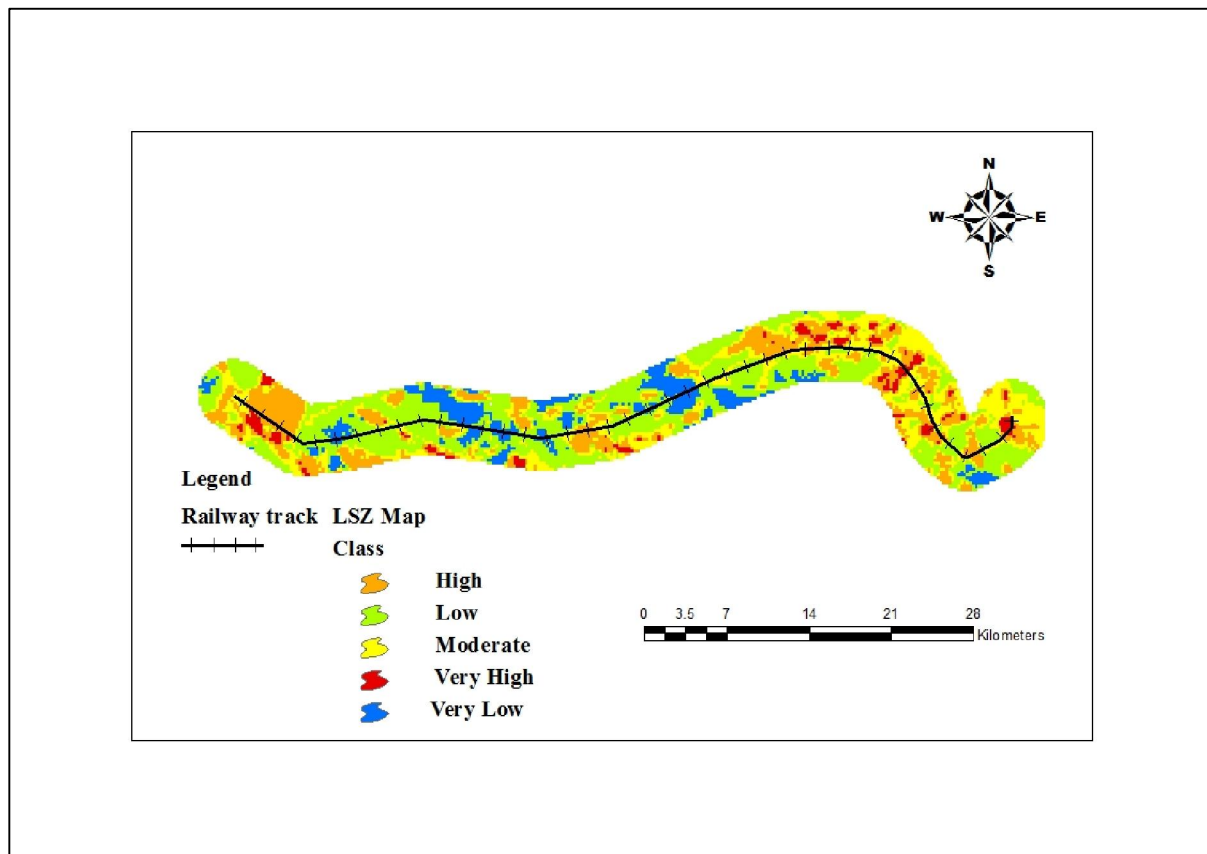 N
W E
S
Legend
Railway track LSZ Map
Class
High
Low
Moderate
Very High
Very Low
0 3.5 7 14 21 28
Kilometers